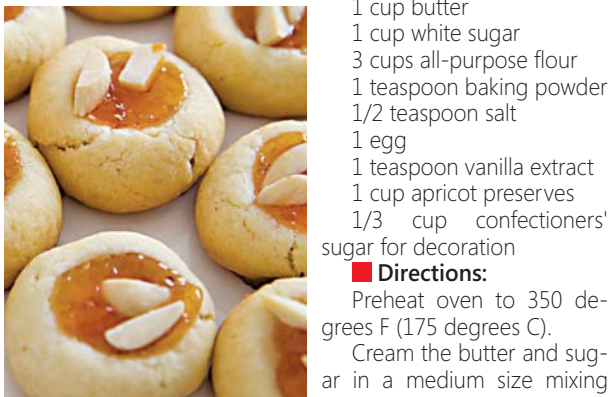 1 cup butter
1 cup white sugar
3 cups all-purpose flour
1 teaspoon baking powder
1/2 teaspoon salt
1 egg
1 teaspoon vanilla extract
1 cup apricot preserves
1/3 cup confectioners'
sugar for decoration
Directions:
Preheat oven to 350 de-
grees F (175 degrees C).
Cream the butter and sug-
ar in a medium size mixing